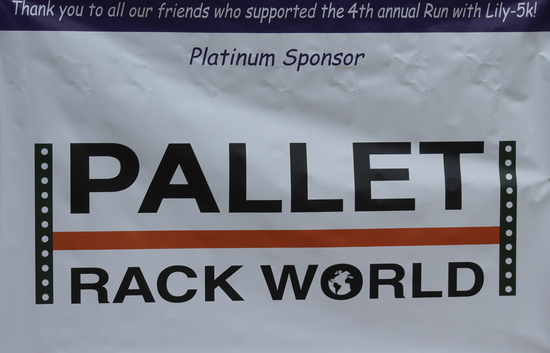 Thank you to all our friends who supported the 4th annual Run with Lily-5k!
Platinum Sponsor
PALLET
RACK WORLD